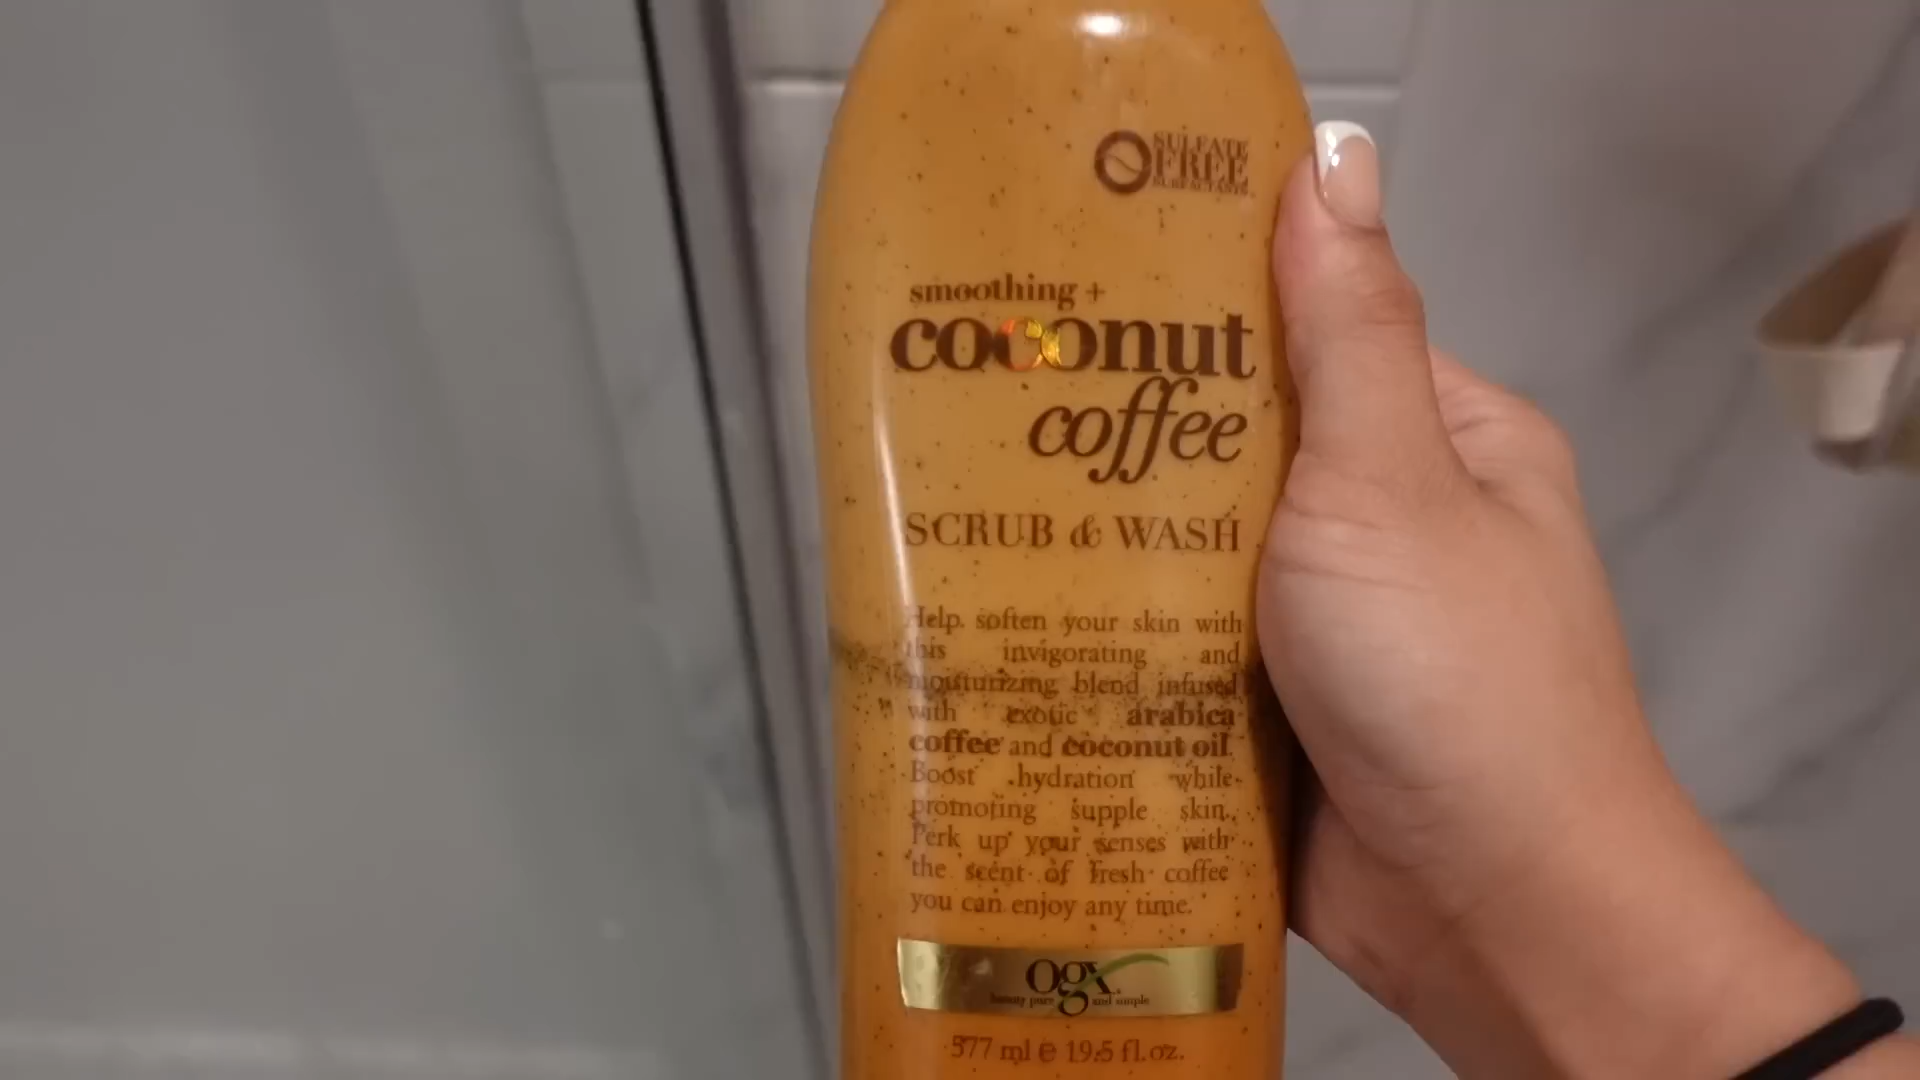 SULFATE
FREE
SURFACTANTS
smoothing +
coconut
coffee
SCRUB & WASH
Help soften your skin with
this invigorating and
mouisturizing blend infused
with exotic arabica
coffee and coconut oil.
Boost hydration while
promoting supple skin.
Perk up your senses with
the scent of fresh coffee
you can enjoy any time.
ogx
beauty pure and simple
577 ml e 19.5 fl.oz.